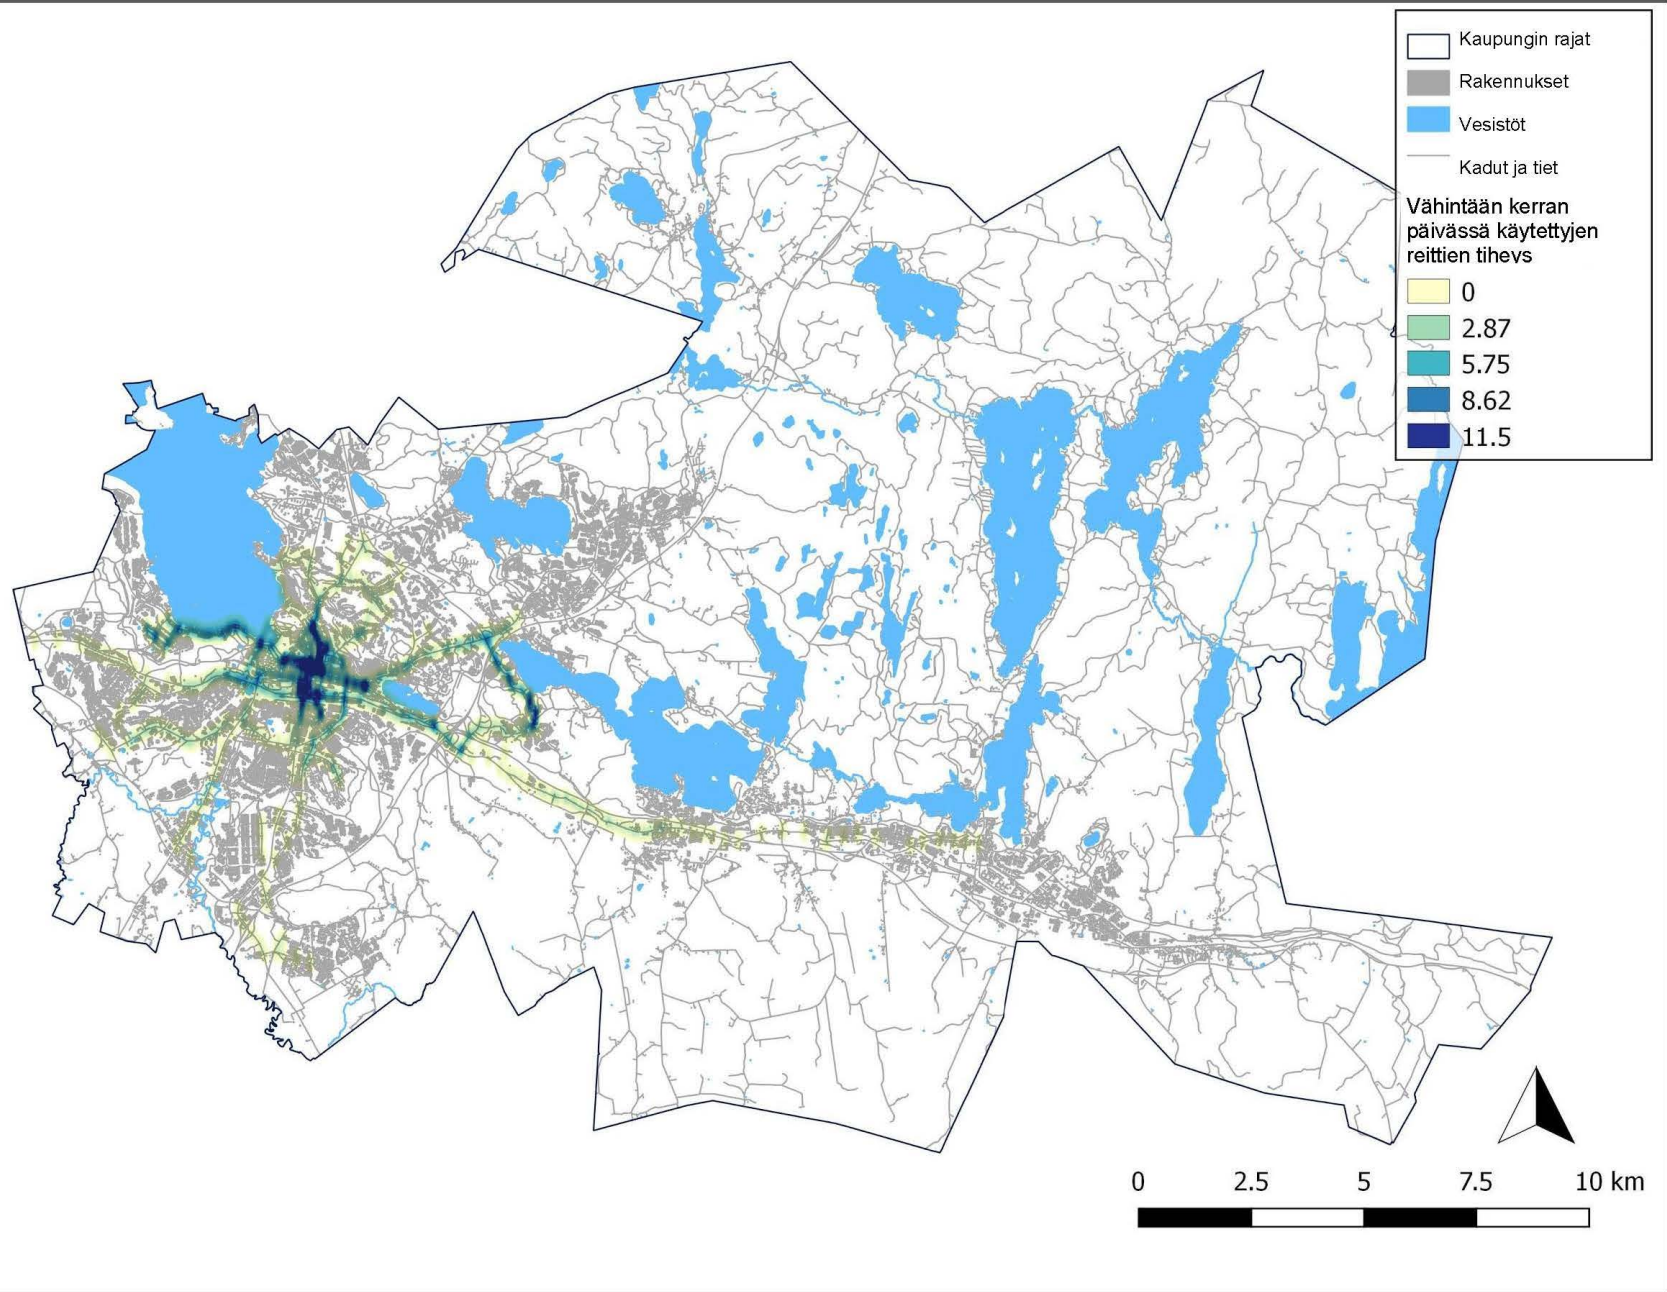 Kaupungin rajat
Rakennukset
Vesistöt
Kadut ja tiet
Vähintään kerran
päivässä käytettyjen
reittien tiheys
0
2.87
5.75
8.62
11.5
0 2.5 5 7.5 10 km